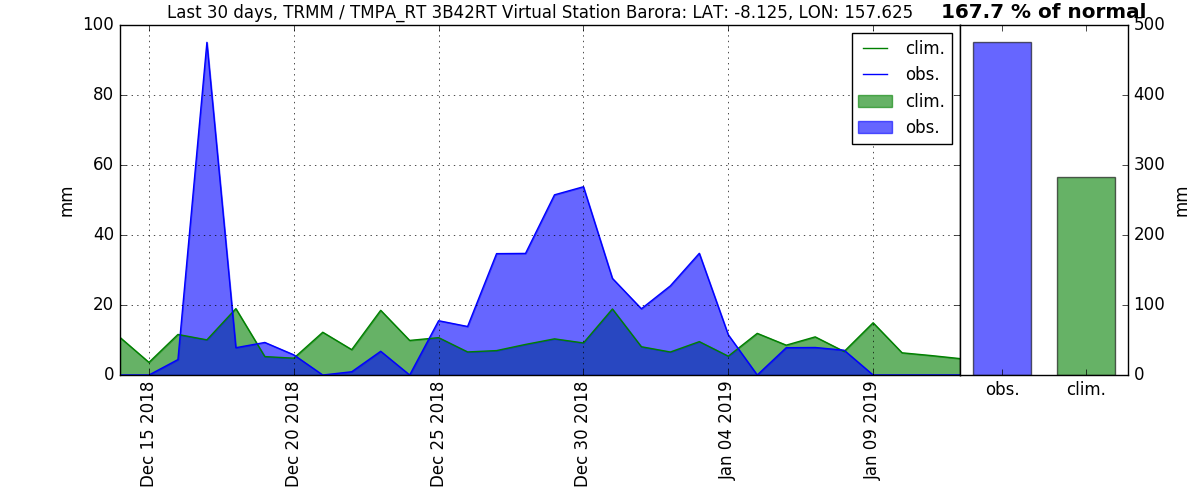 Last 30 days, TRMM / TMPA_RT 3B42RT Virtual Station Barora: LAT: -8.125, LON: 157.625
167.7 % of normal
100
80
60
40
20
0
mm
clim.
obs.
clim.
obs.
Dec 15 2018
Dec 20 2018
Dec 25 2018
Dec 30 2018
Jan 04 2019
Jan 09 2019
500
400
300
200
100
0
mm
obs.
clim.